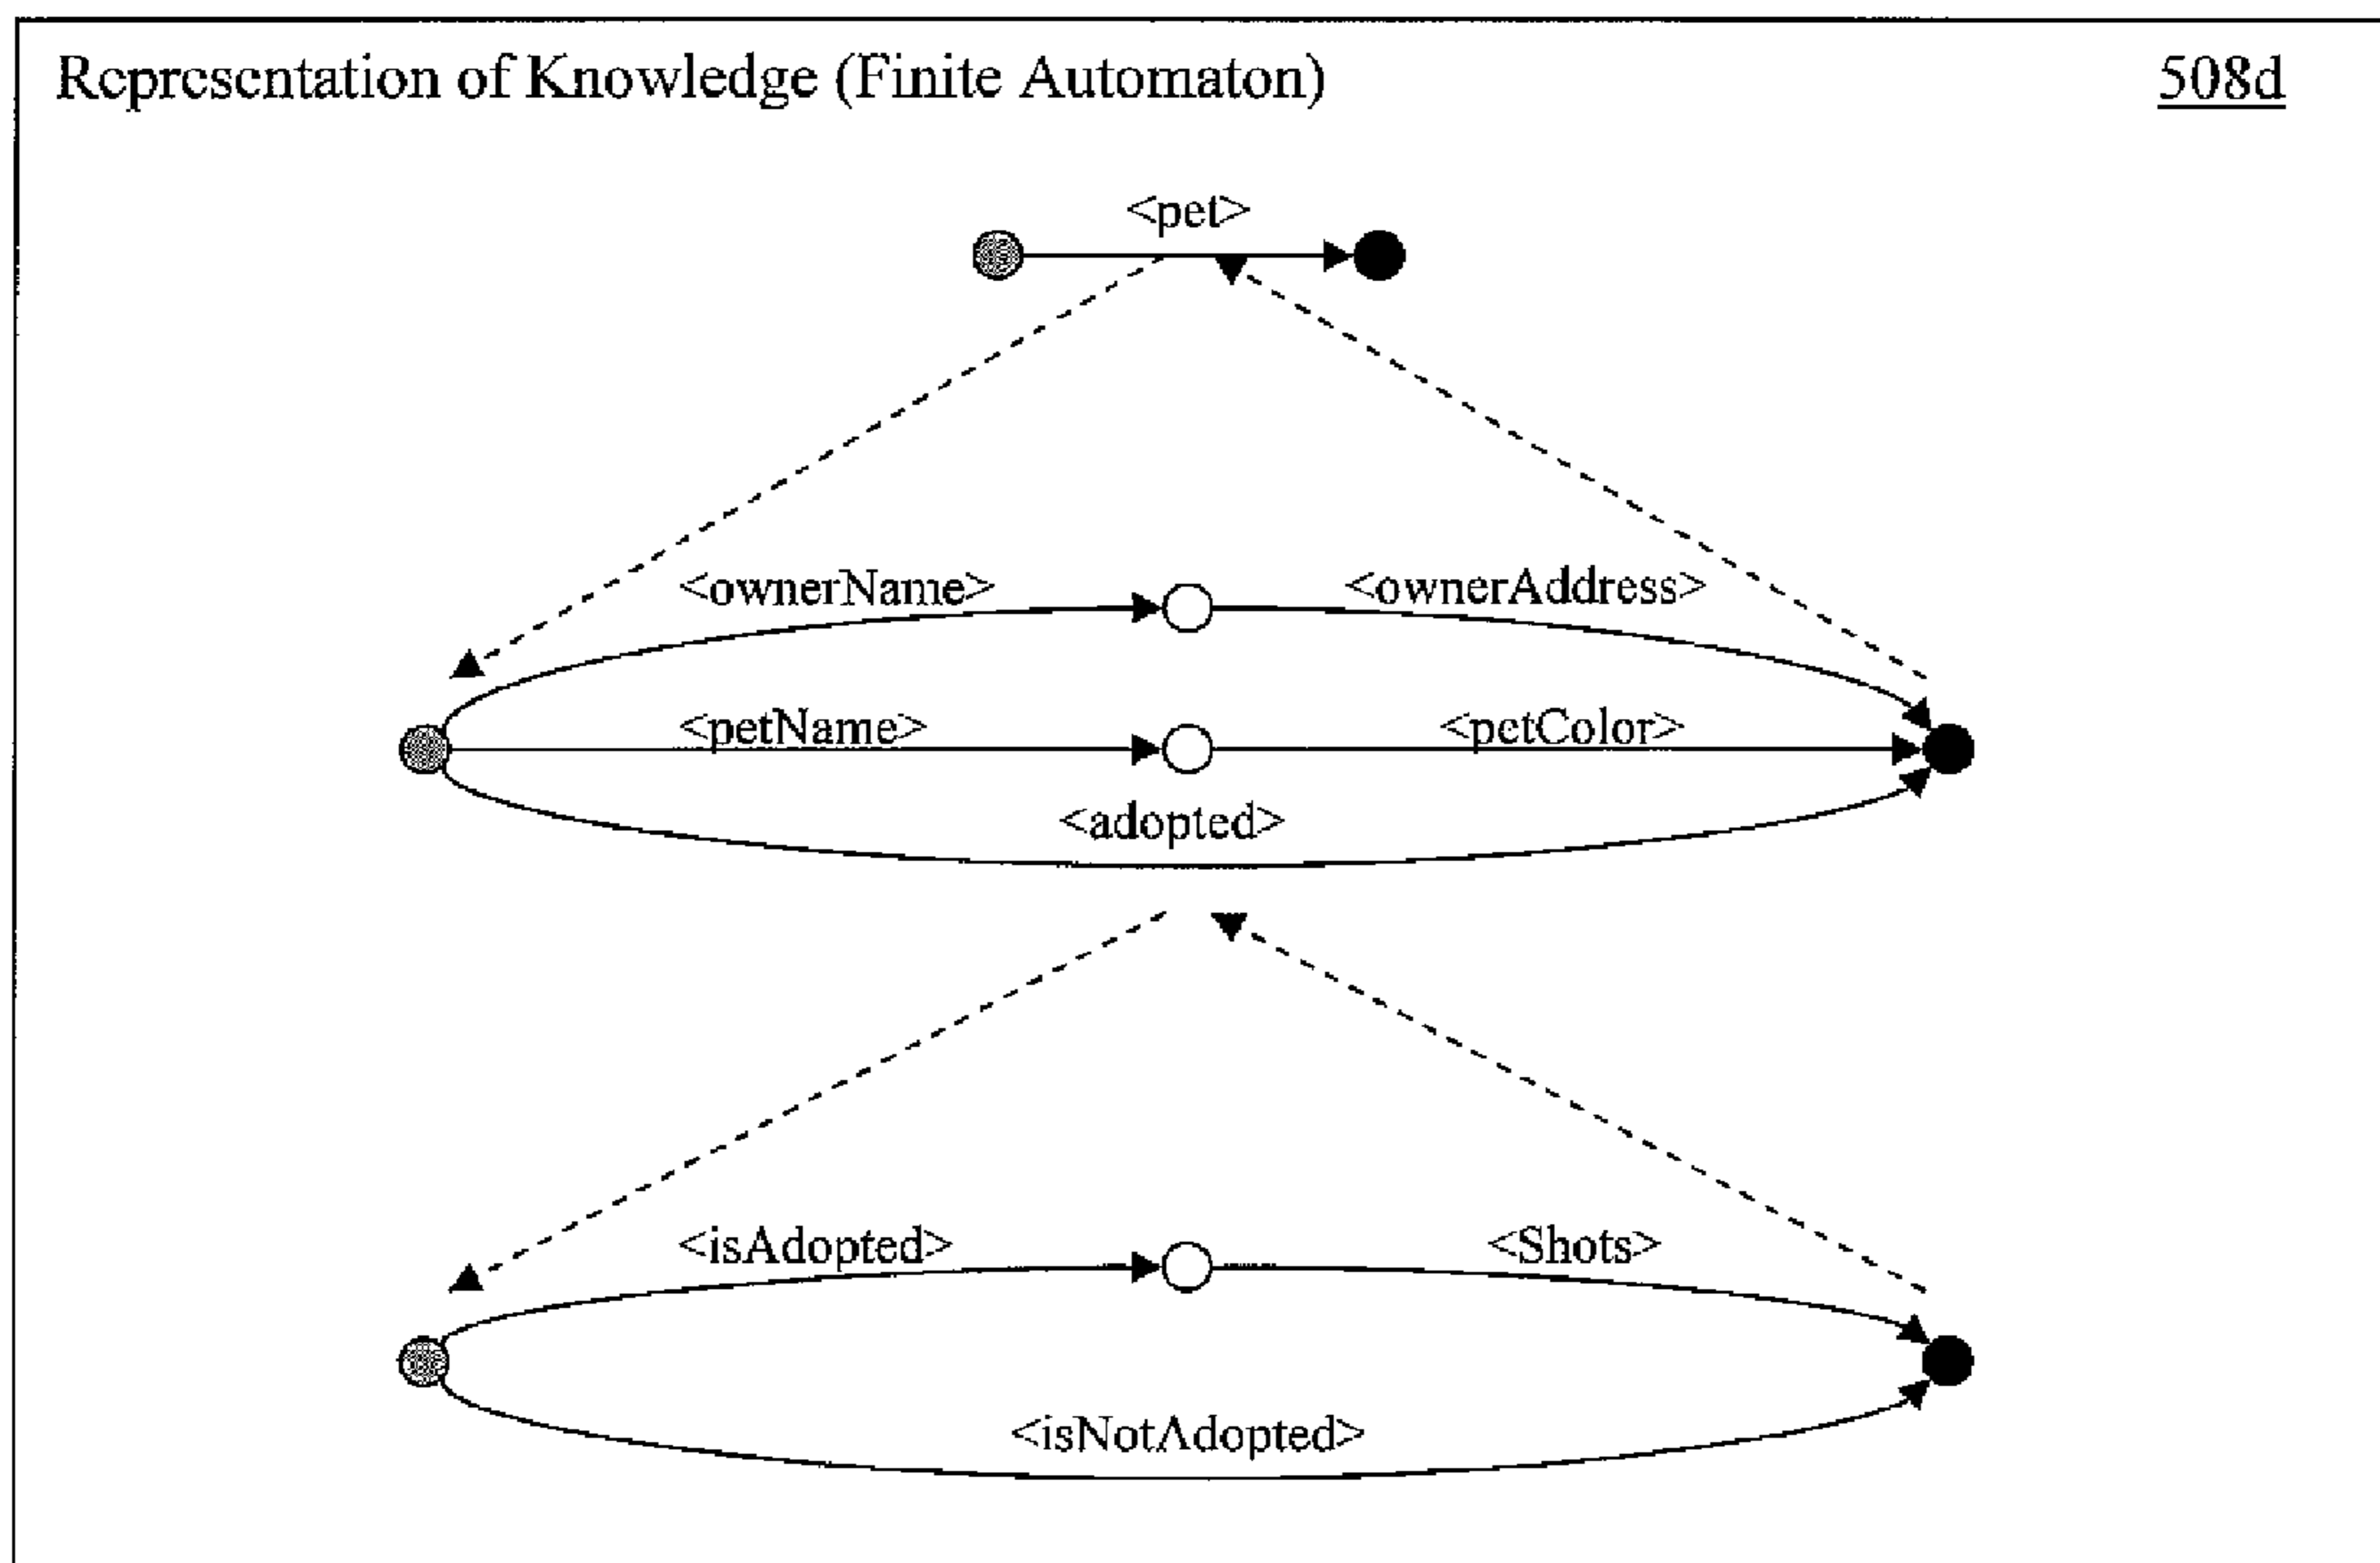 Representation of Knowledge (Finite Automaton) 508d
<pet>
<ownerName> <ownerAddress>
<petName> <petColor>
<adopted>
<isAdopted> <Shots>
<isNotAdopted>